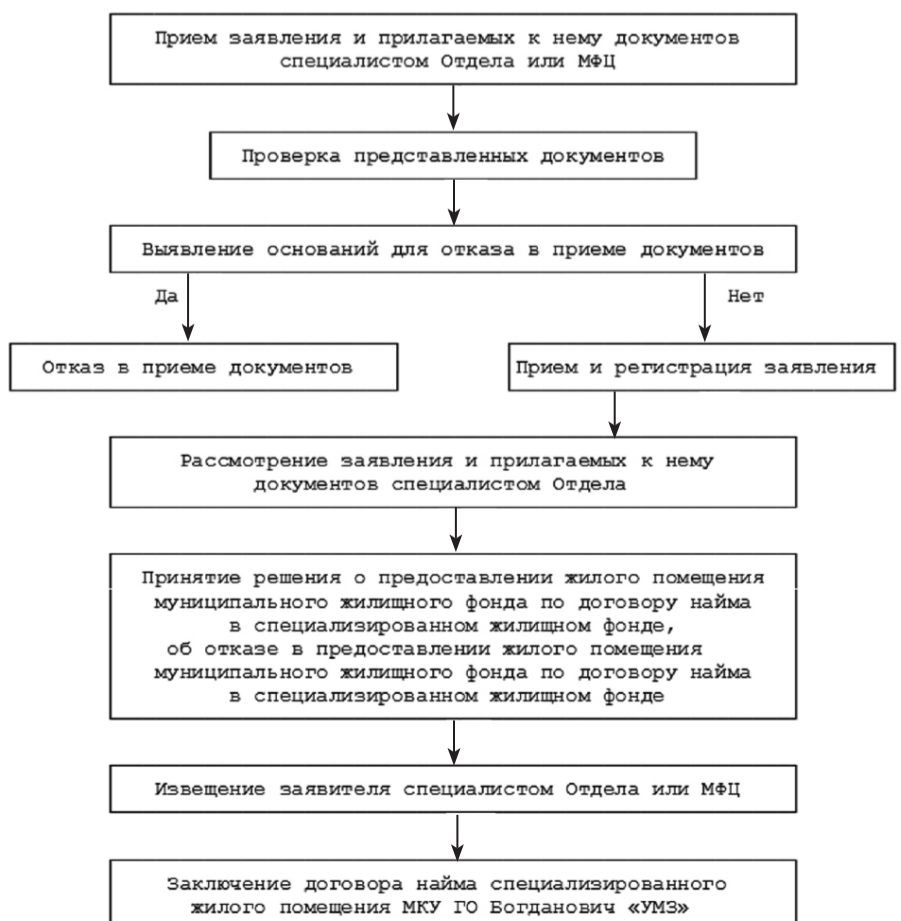 Прием заявления и прилагаемых к нему документов
специалистом Отдела или МФЦ
Проверка представленных документов
Выявление оснований для отказа в приеме документов
Да
Нет
Отказ в приеме документов
Прием и регистрация заявления
Рассмотрение заявления и прилагаемых к нему
документов специалистом Отдела
Принятие решения о предоставлении жилого помещения
муниципального жилищного фонда по договору найма
в специализированном жилищном фонде,
об отказе в предоставлении жилого помещения
муниципального жилищного фонда по договору найма
в специализированном жилищном фонде
Извещение заявителя специалистом Отдела или МФЦ
Заключение договора найма специализированного
жилого помещения МКУ ГО Богданович «УМЗ»